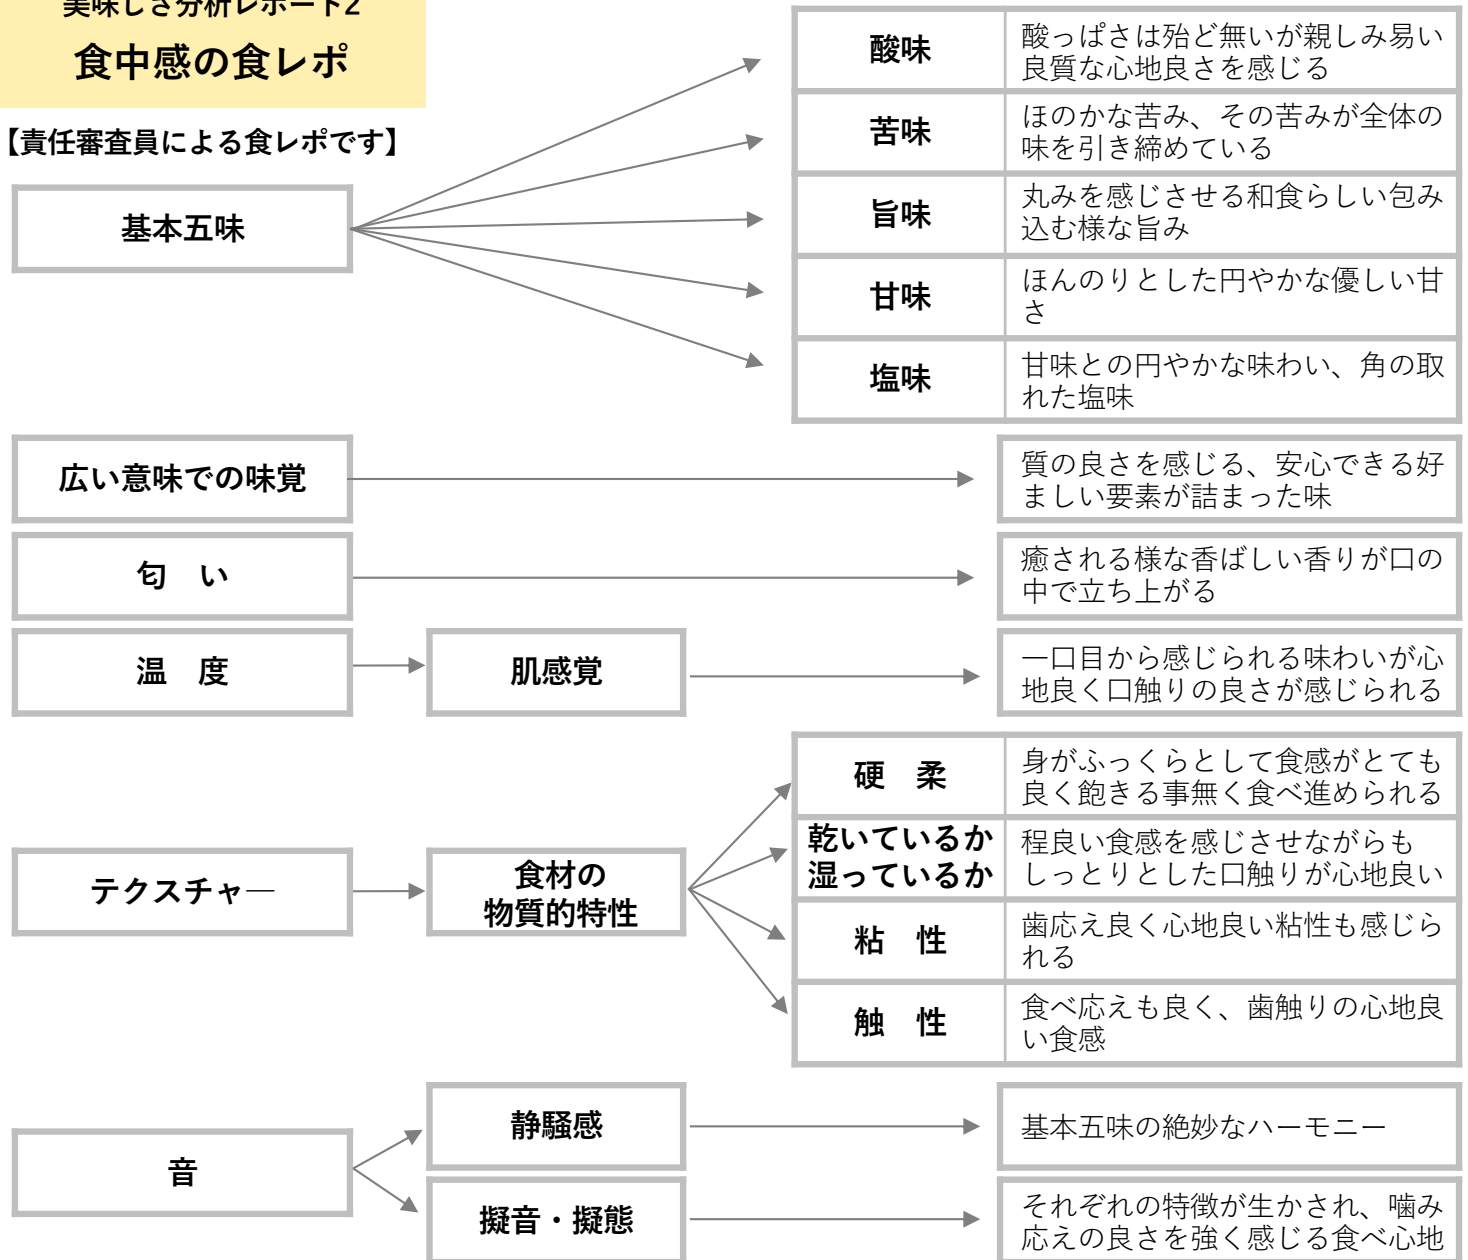 美味しさ分析レポート2
食中感の食レポ
【責任審査員による食レポです】
基本五味
酸味
酸っぱさは殆ど無いが親しみ易い
良質な心地良さを感じる
苦味
ほのかな苦み、その苦みが全体の
味を引き締めている
旨味
丸みを感じさせる和食らしい包み
込む様な旨み
甘味
ほんのりとした円やかな優しい甘
さ
塩味
甘味との円やかな味わい、角の取
れた塩味
広い意味での味覚
質の良さを感じる、安心できる好
ましい要素が詰まった味
匂　い
癒される様な香ばしい香りが口の
中で立ち上がる
温　度
肌感覚
一口目から感じられる味わいが心
地良く口触りの良さが感じられる
テクスチャ―
食材の
物質的特性
硬　柔
身がふっくらとして食感がとても
良く飽きる事無く食べ進められる
乾いているか
湿っているか
程良い食感を感じさせながらも
しっとりとした口触りが心地良い
粘　性
歯応え良く心地良い粘性も感じら
れる
触　性
食べ応えも良く、歯触りの心地良
い食感
音
静騒感
基本五味の絶妙なハーモニー
擬音・擬態
それぞれの特徴が生かされ、噛み
応えの良さを強く感じる食べ心地